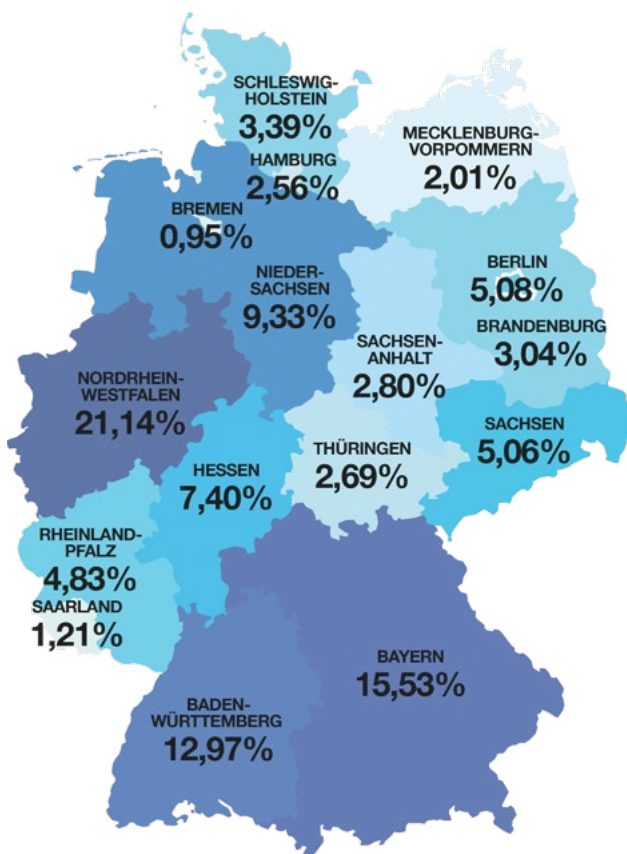 SCHLESWIG-
HOLSTEIN
3,39%
HAMBURG
2,56%
MECKLENBURG-
VORPOMMERN
2,01%
BREMEN
0,95%
NIEDER-
SACHSEN
9,33%
BERLIN
5,08%
BRANDENBURG
3,04%
SACHSEN-
ANHALT
2,80%
NORDRHEIN-
WESTFALEN
21,14%
HESSEN
7,40%
THÜRINGEN
2,69%
SACHSEN
5,06%
RHEINLAND-
PFALZ
4,83%
SAARLAND
1,21%
BAYERN
15,53%
BADEN-
WÜRTTEMBERG
12,97%